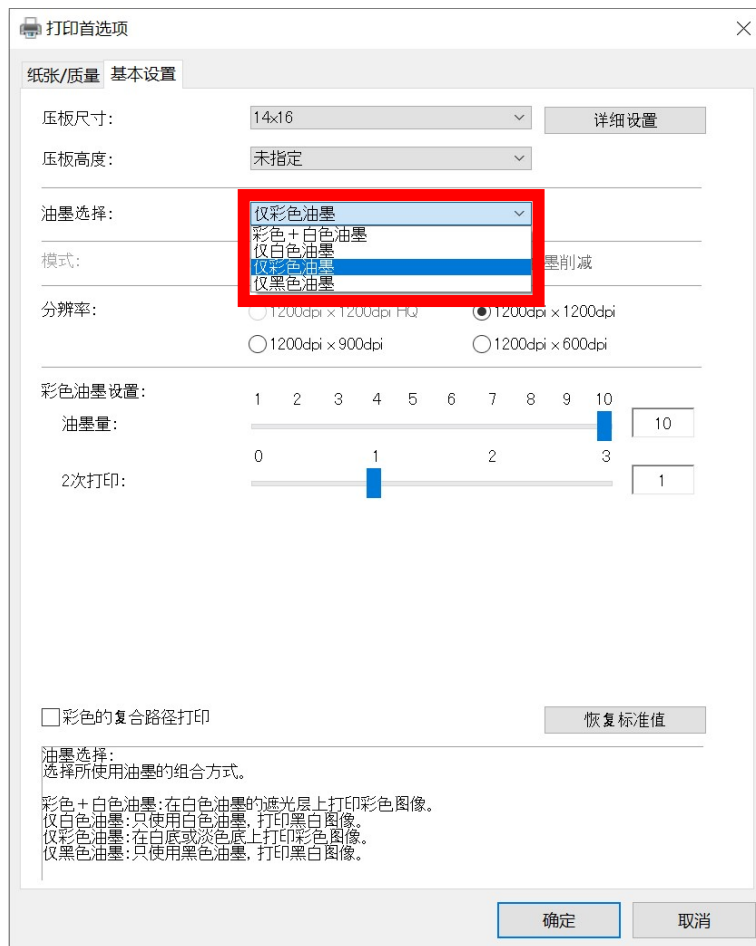 打印首选项
纸张/质量 基本设置
压板尺寸: 14x16 详细设置
压板高度: 未指定
油墨选择: 仅彩色油墨
彩色+白色油墨
仅白色油墨
模式: 仅彩色油墨 墨削减
仅黑色油墨
分辨率: 1200dpi x 1200dpi HQ 1200dpi x 1200dpi
1200dpi x 900dpi 1200dpi x 600dpi
彩色油墨设置: 1 2 3 4 5 6 7 8 9 10
油墨量: 10
0 1 2 3
2次打印: 1
彩色的复合路径打印 恢复标准值
油墨选择:
选择所使用油墨的组合方式。
彩色+白色油墨:在白色油墨的遮光层上打印彩色图像。
仅白色油墨:只使用白色油墨, 打印黑白图像。
仅彩色油墨:在白底或淡色底上打印彩色图像。
仅黑色油墨:只使用黑色油墨, 打印黑白图像。
确定 取消